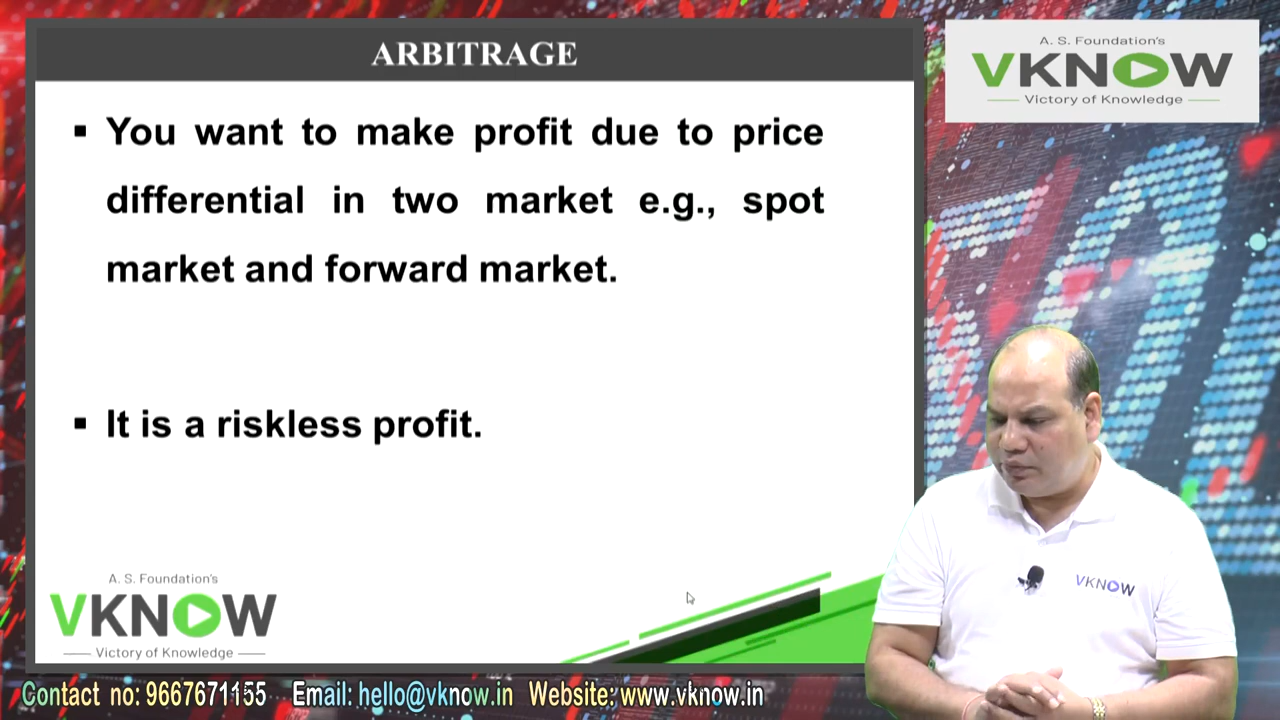 ARBITRAGE
▪ You want to make profit due to price
differential in two market e.g., spot
market and forward market.
▪ It is a riskless profit.
A. S. Foundation's
VKNOW
Victory of Knowledge
A. S. Foundation's
VKNOW
Victory of Knowledge
VKNOW
Contact no: 9667671155 Email: hello@vknow.in Website: www.vknow.in